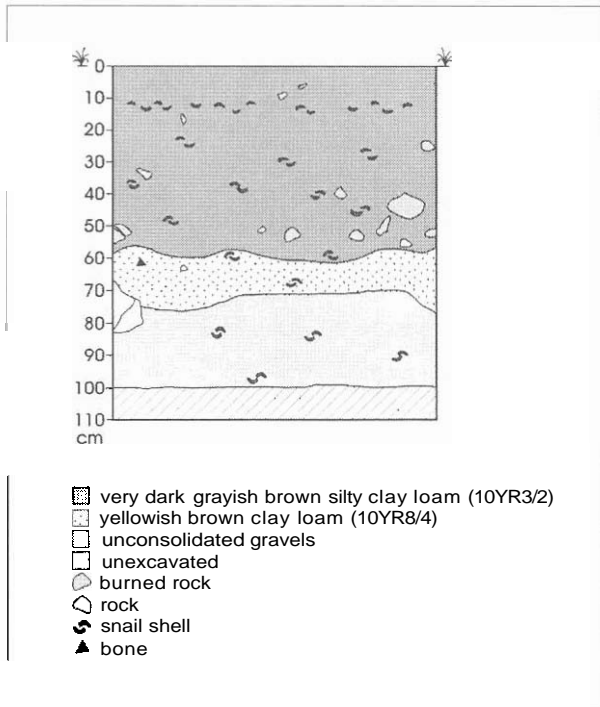 0
10
20
30
40
50
60
70
80
90
100
110
cm
very dark grayish brown silty clay loam (10YR3/2)
yellowish brown clay loam (10YR8/4)
unconsolidated gravels
unexcavated
burned rock
rock
snail shell
bone